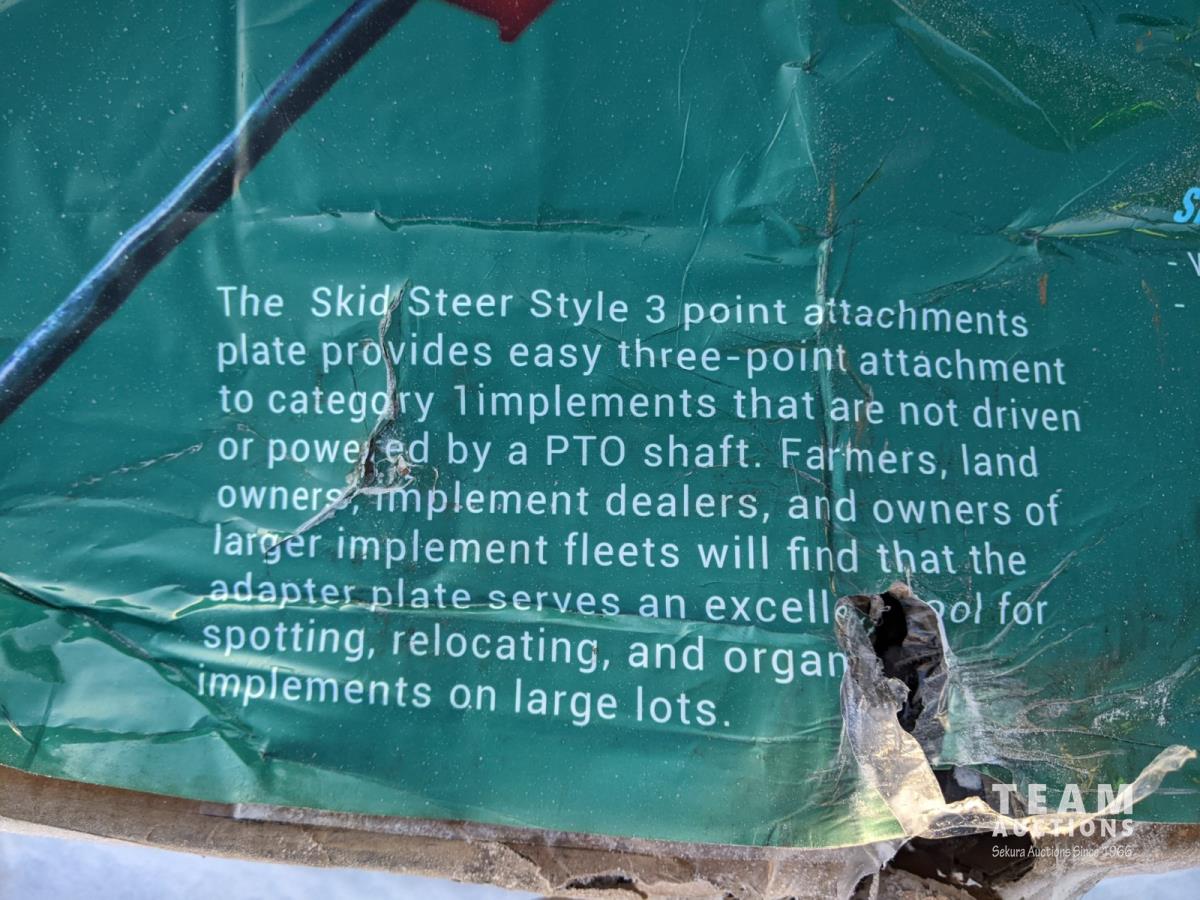 The Skid Steer Style 3 point attachments
plate provides easy three-point attachment
to category 1implements that are not driven
or powered by a PTO shaft. Farmers, land
owners, implement dealers, and owners of
larger implement fleets will find that the
adapter plate serves an for
spotting, relocating, and
implements on large lots.
TEAM
AUCTIONS
Sekura Auctions Since 1966